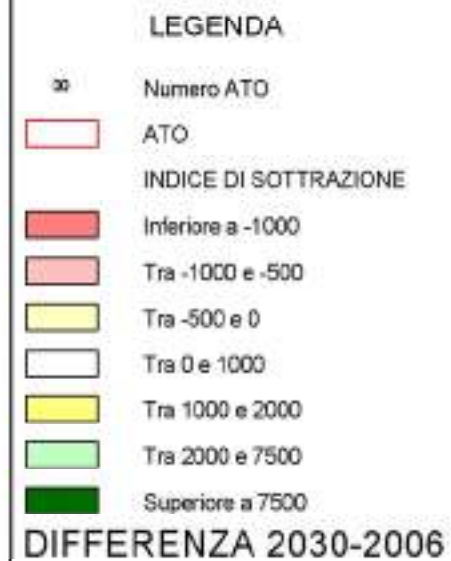 LEGENDA
30 Numero ATO
ATO
INDICE DI SOTTRAZIONE
Inferiore a -1000
Tra -1000 e -500
Tra -500 e 0
Tra 0 e 1000
Tra 1000 e 2000
Tra 2000 e 7500
Superiore a 7500
DIFFERENZA 2030-2006